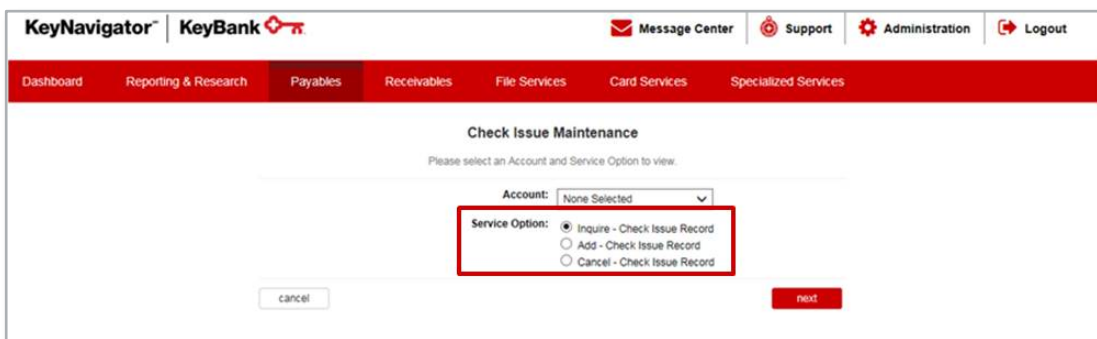 KeyNavigator™ | KeyBank
Message Center
Support
Administration
Logout
Dashboard Reporting & Research Payables Receivables File Services Card Services Specialized Services
Check Issue Maintenance
Please select an Account and Service Option to view.
Account: None Selected
Service Option: Inquire - Check Issue Record
Add - Check Issue Record
Cancel - Check Issue Record
cancel next